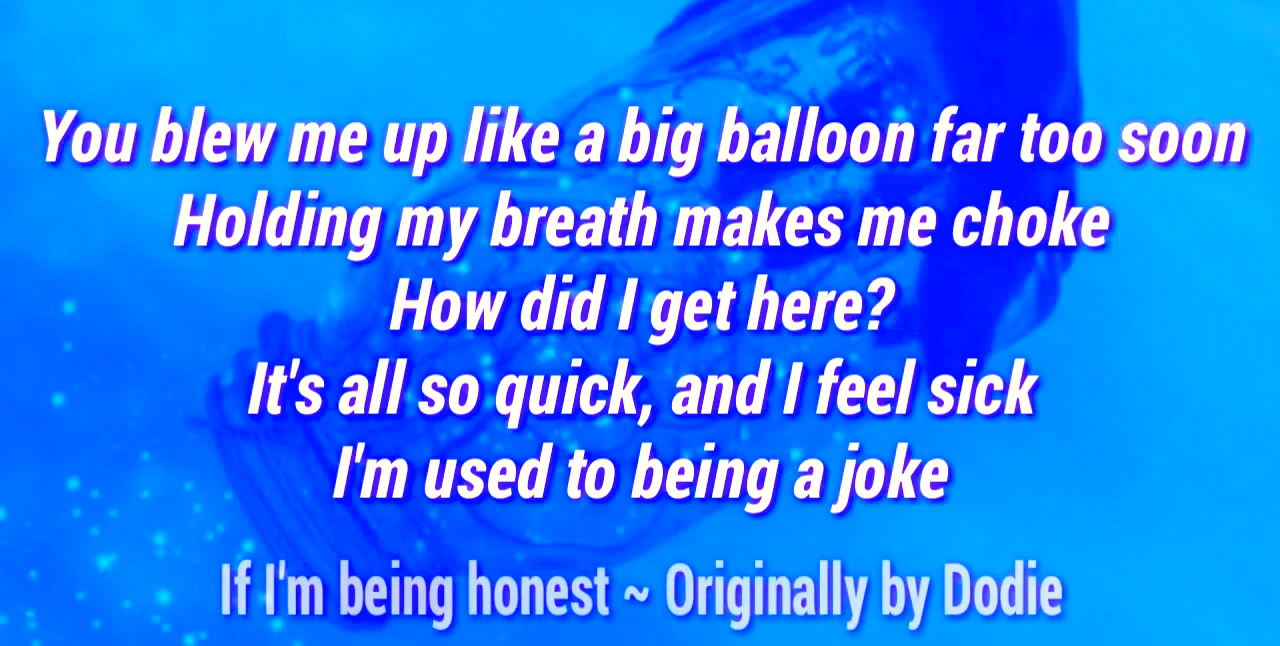 You blew me up like a big balloon far too soon
Holding my breath makes me choke
How did I get here?
It's all so quick, and I feel sick
I'm used to being a joke
If I'm being honest ~ Originally by Dodie